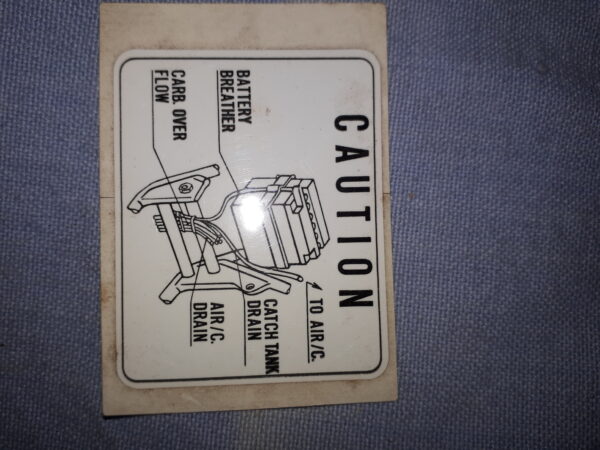 CAUTION
BATTERY
BREATHER
CARB. OVER
FLOW
TO AIR/C.
CATCH TANK
DRAIN
AIR/C.
DRAIN